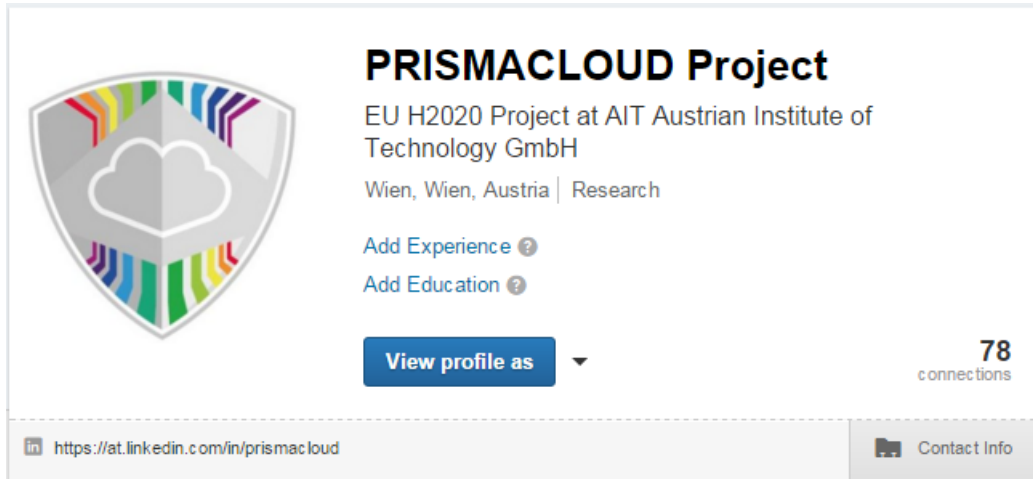 PRISMACLOUD Project
EU H2020 Project at AIT Austrian Institute of
Technology GmbH
Wien, Wien, Austria | Research
Add Experience ?
Add Education ?
View profile as
78
connections
in https://at.linkedin.com/in/prismacloud
Contact Info